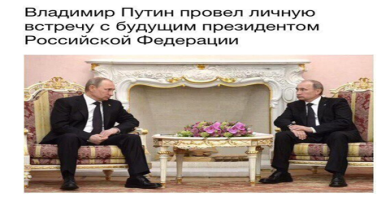 Владимир Путин провел личную
встречу с будущим президентом
Российской Федерации